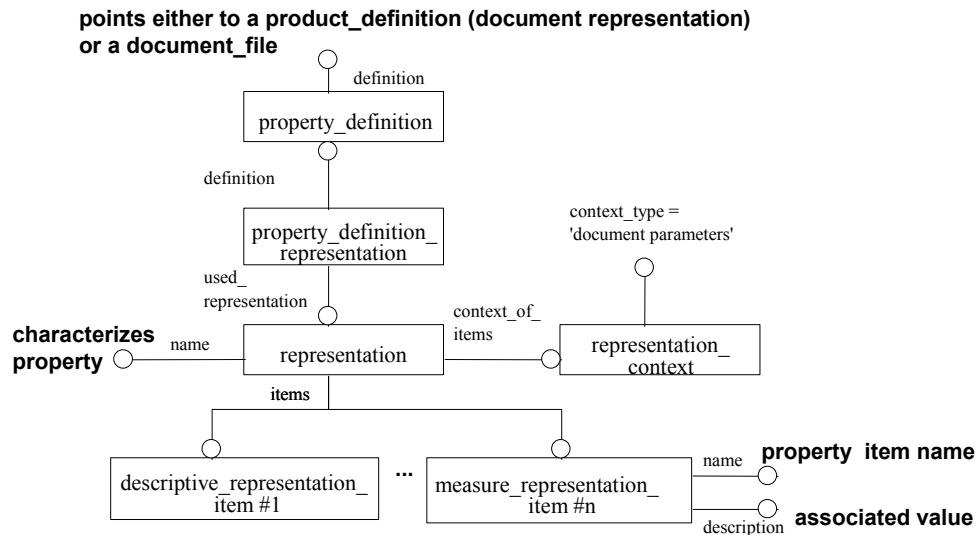 points either to a product_definition (document representation)
or a document_file
definition
property_definition
definition
context_type =
'document parameters'
property_definition_
representation
used_
representation
context_of_
items
characterizes
property
name
representation
representation_
context
items
descriptive_representation_
item #1
...
measure_representation_
item #n
name
property item name
description
associated value